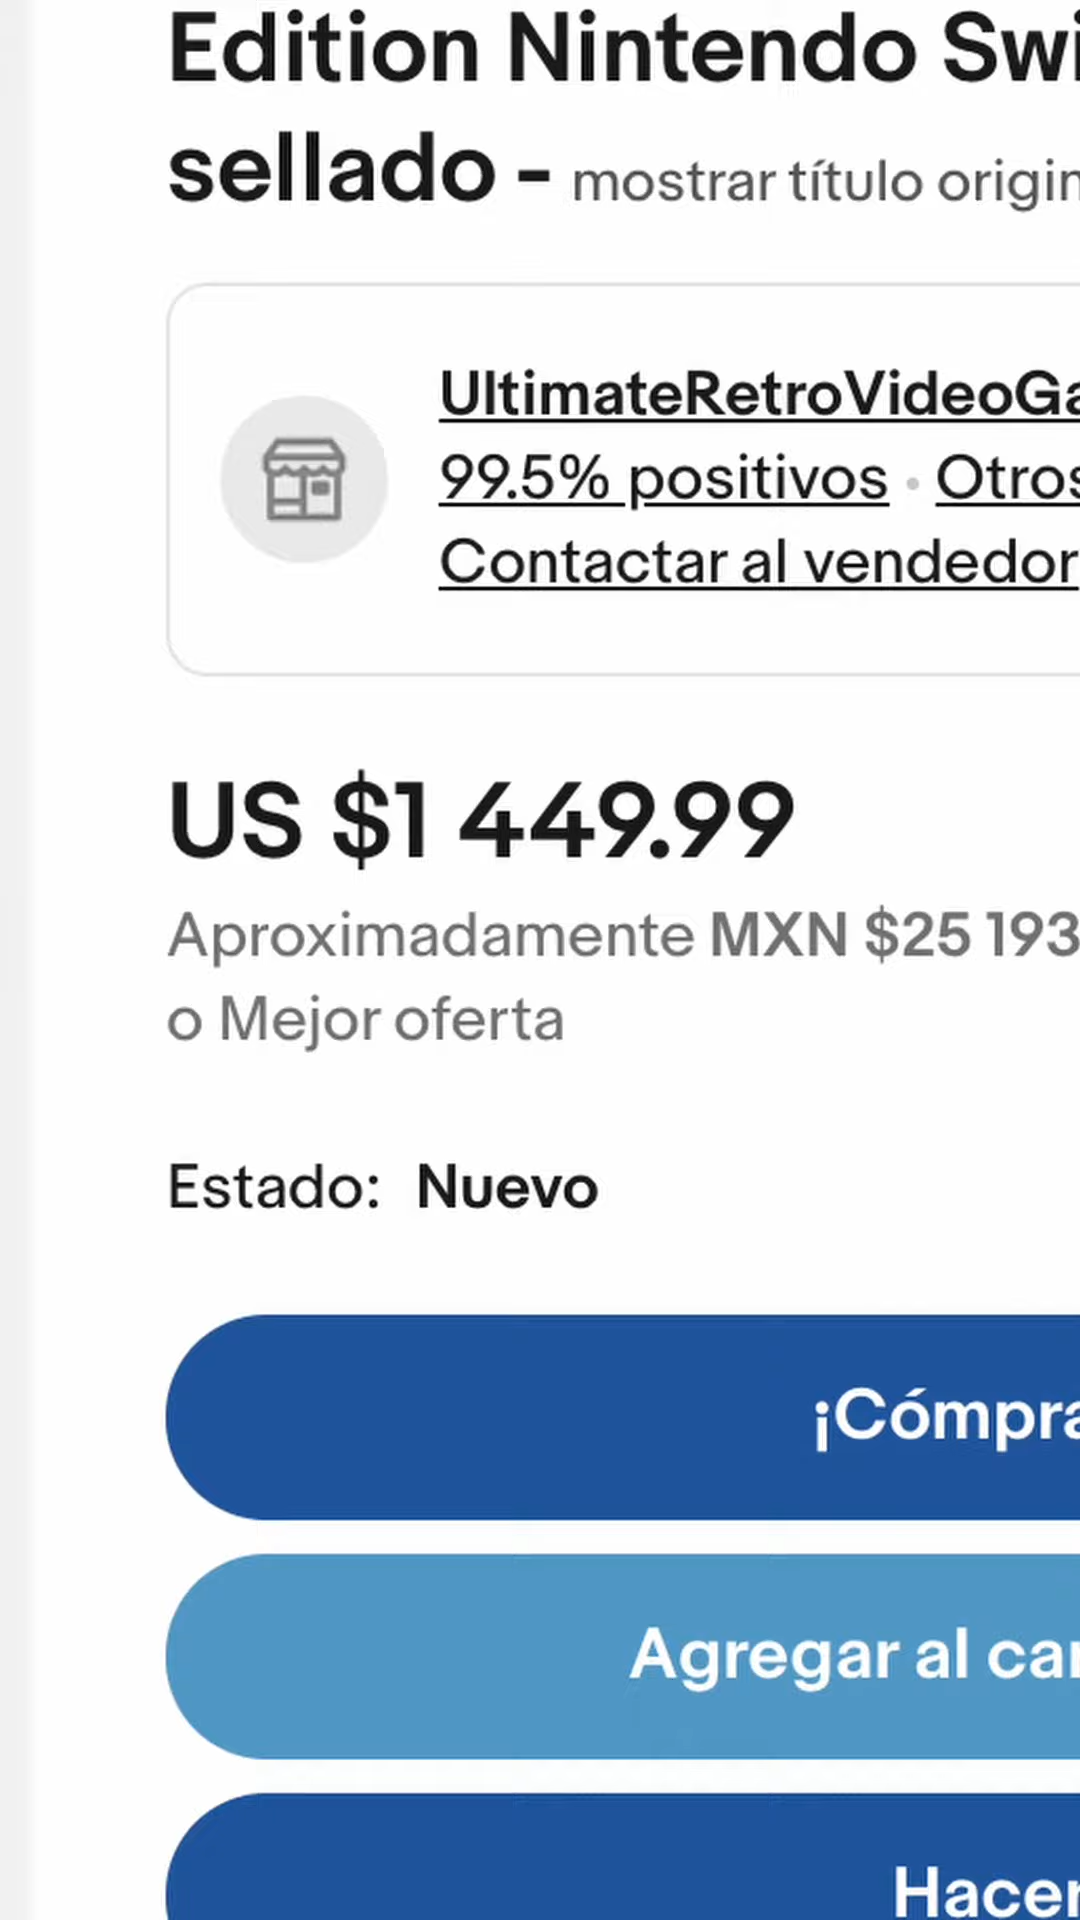 Edition Nintendo Swi
sellado - mostrar título origin
UltimateRetroVideoGa
99.5% positivos • Otros
Contactar al vendedor
US $1 449.99
Aproximadamente MXN $25 193
o Mejor oferta
Estado: Nuevo
¡Cómpra
Agregar al car
Hacer